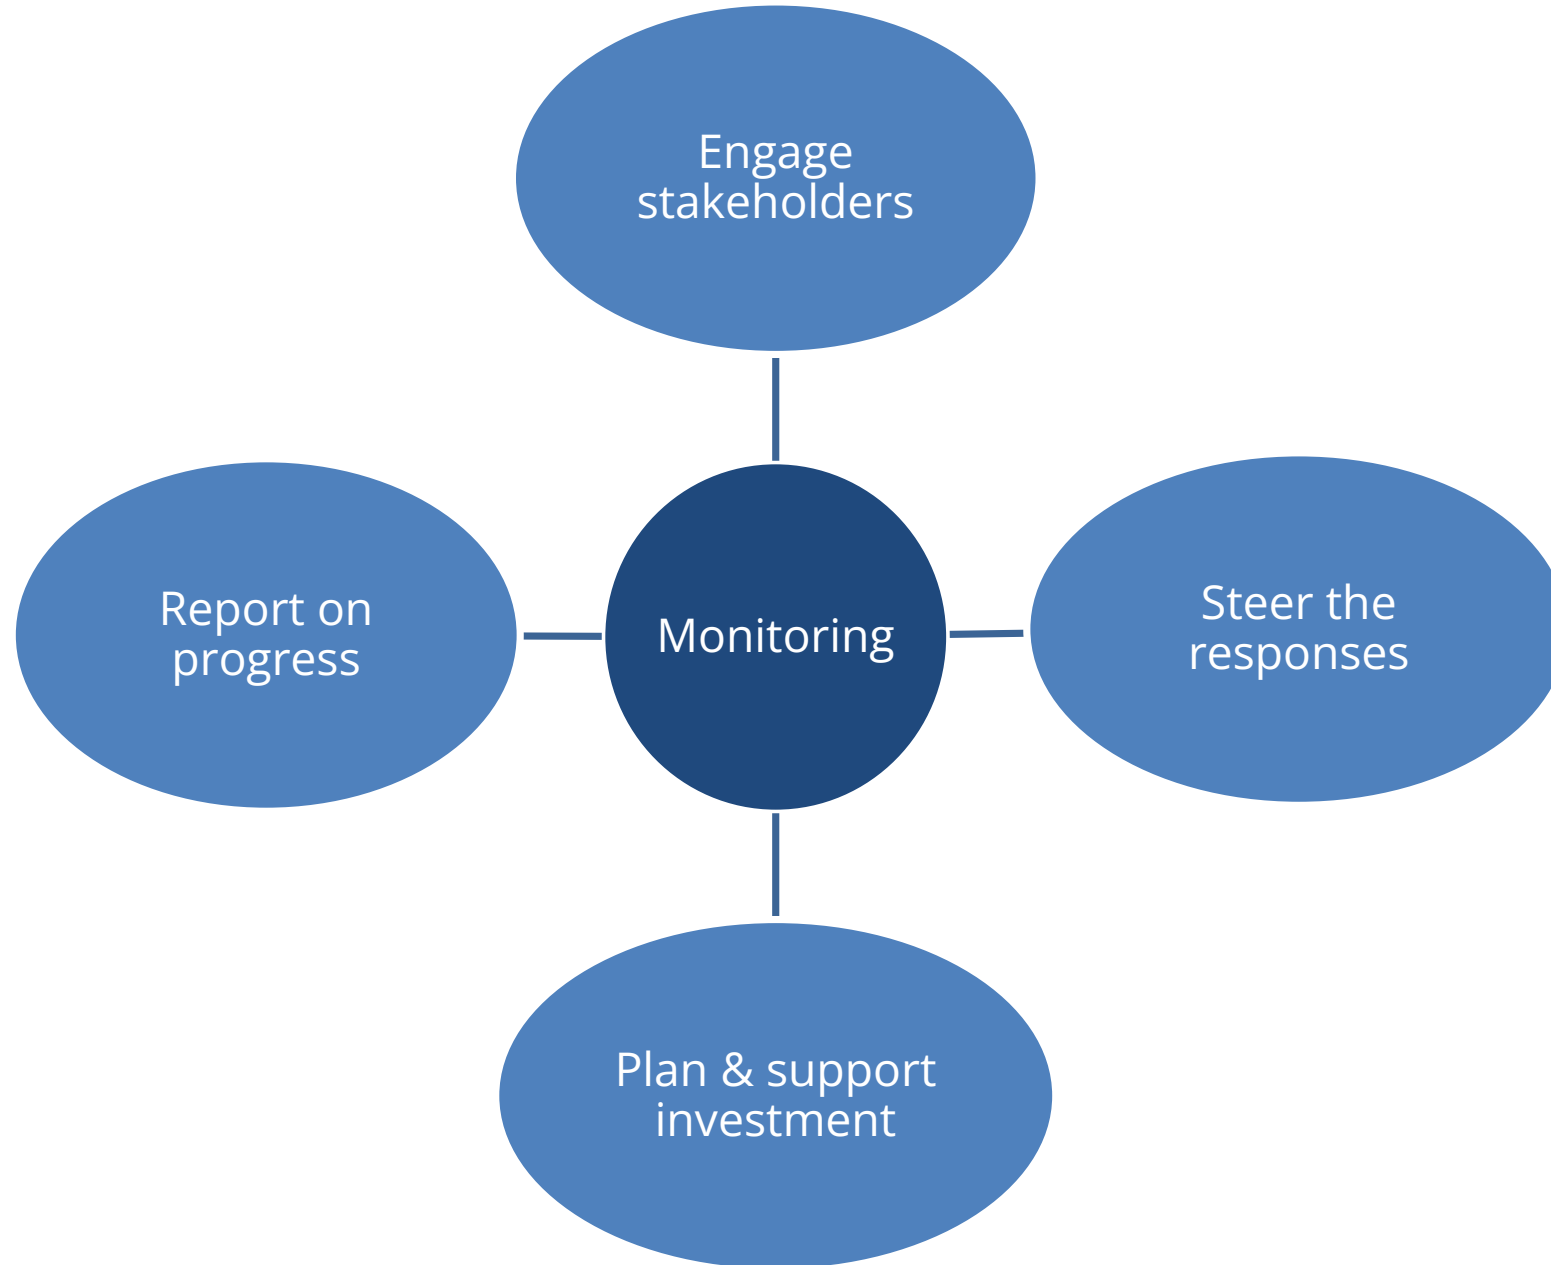 Engage
stakeholders
Report on
progress
Monitoring
Steer the
responses
Plan & support
investment